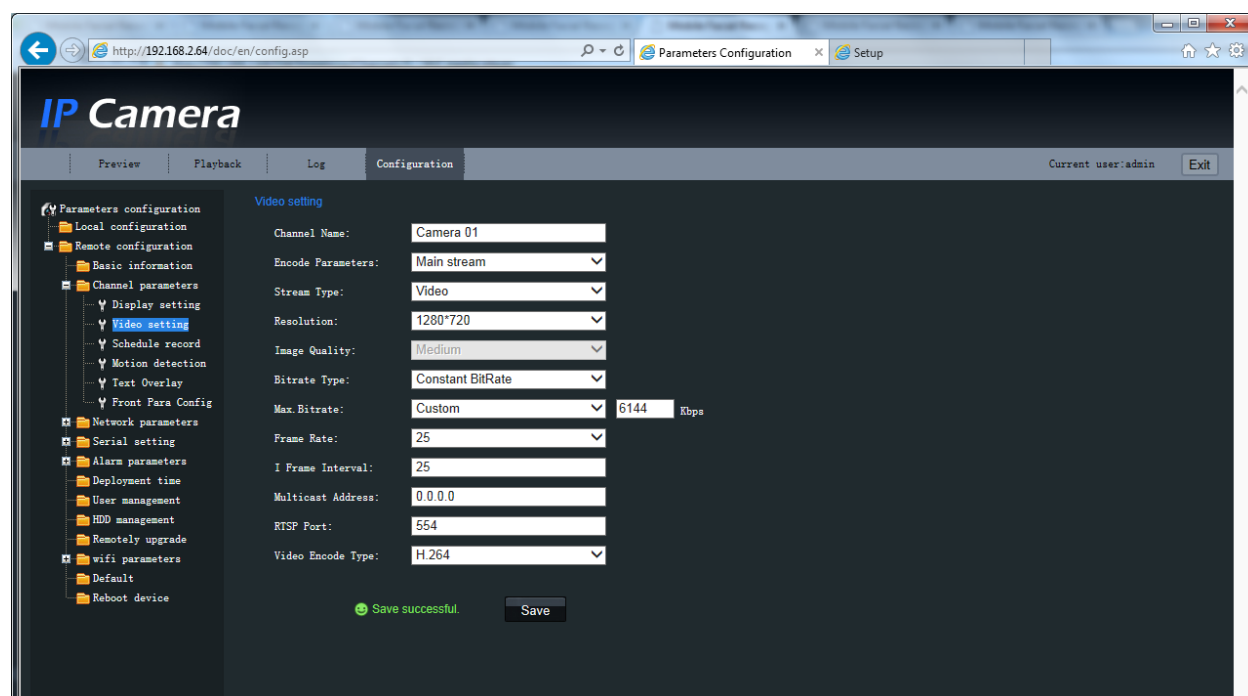 http://192.168.2.64/doc/en/config.asp Parameters Configuration × Setup
IP Camera
Preview Playback Log Configuration Current user:admin Exit
Parameters configuration
Local configuration
Remote configuration
Basic information
Channel parameters
Display setting
Video setting
Schedule record
Motion detection
Text Overlay
Front Para Config
Network parameters
Serial setting
Alarm parameters
Deployment time
User management
HDD management
Remotely upgrade
wifi parameters
Default
Reboot device
Video setting
Channel Name: Camera 01
Encode Parameters: Main stream
Stream Type: Video
Resolution: 1280*720
Image Quality: Medium
Bitrate Type: Constant BitRate
Max.Bitrate: Custom 6144 Kbps
Frame Rate: 25
I Frame Interval: 25
Multicast Address: 0.0.0.0
RTSP Port: 554
Video Encode Type: H.264
Save successful. Save